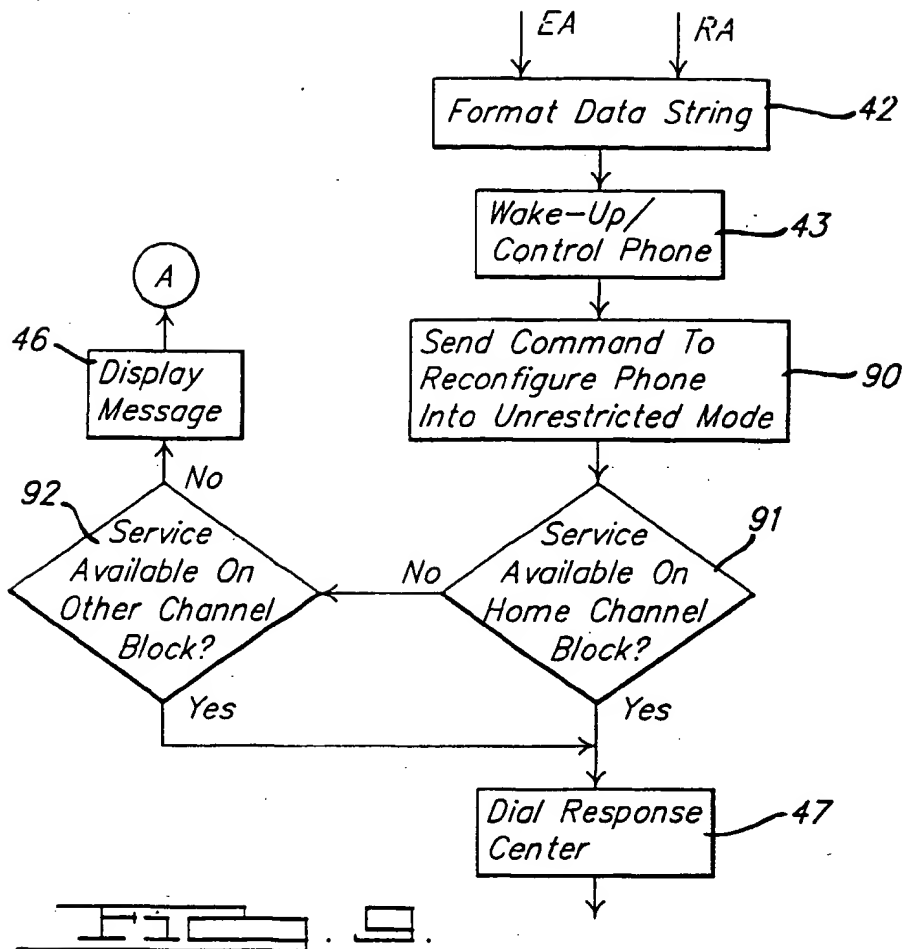 EA
RA
Format Data String
42
Wake-Up/
Control Phone
43
A
46
Display
Message
Send Command To
Reconfigure Phone
Into Unrestricted Mode
90
No
92
Service
Available On
Other Channel
Block?
No
Service
Available On
Home Channel
Block?
91
Yes
Yes
Dial Response
Center
47